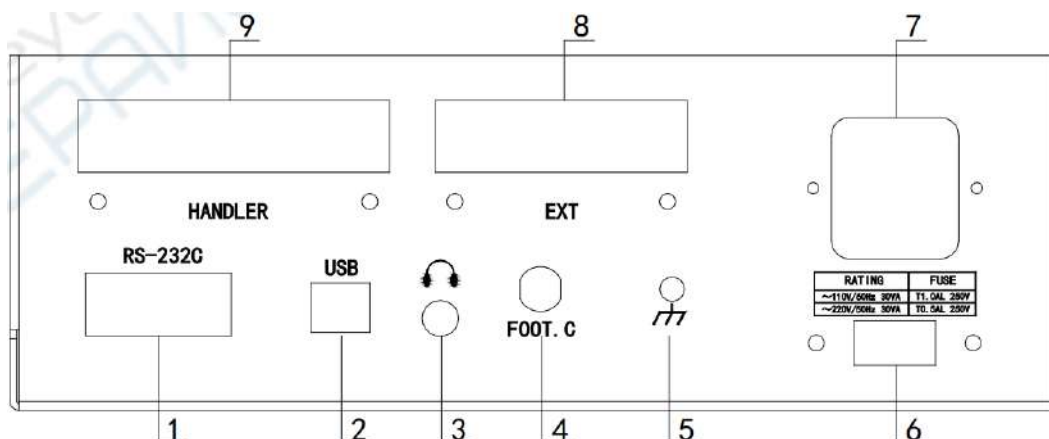 9 8 7
HANDLER EXT
RS-232C USB
RATING FUSE
~110V/60Hz 30VA T1.0AL 250V
~220V/50Hz 30VA T0.5AL 250V
FOOT.C
1 2 3 4 5 6